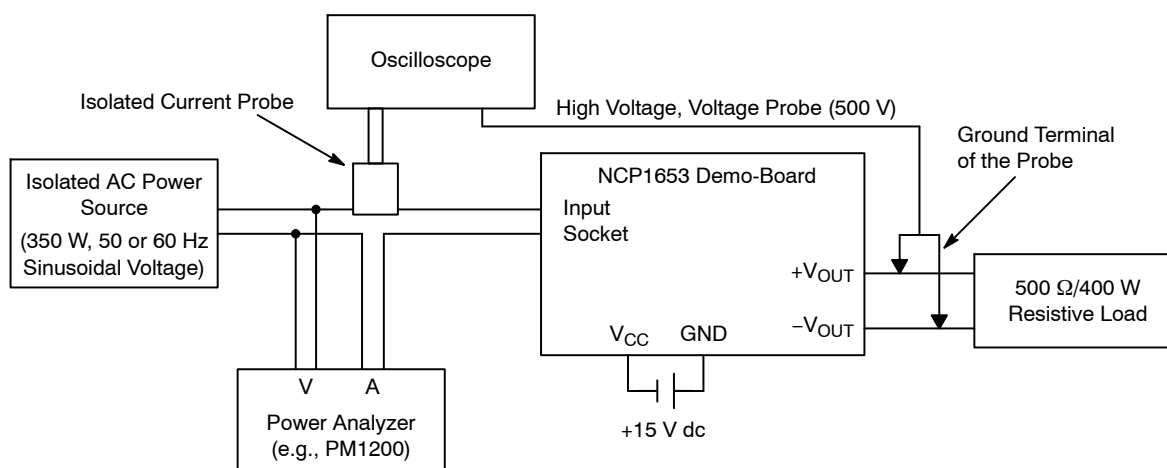 Oscilloscope
Isolated Current Probe
High Voltage, Voltage Probe (500 V)
Ground Terminal
of the Probe
Isolated AC Power
Source
(350 W, 50 or 60 Hz
Sinusoidal Voltage)
NCP1653 Demo-Board
Input
Socket
+VOUT
−VOUT
VCC
GND
500 Ω/400 W
Resistive Load
+15 V dc
V
A
Power Analyzer
(e.g., PM1200)